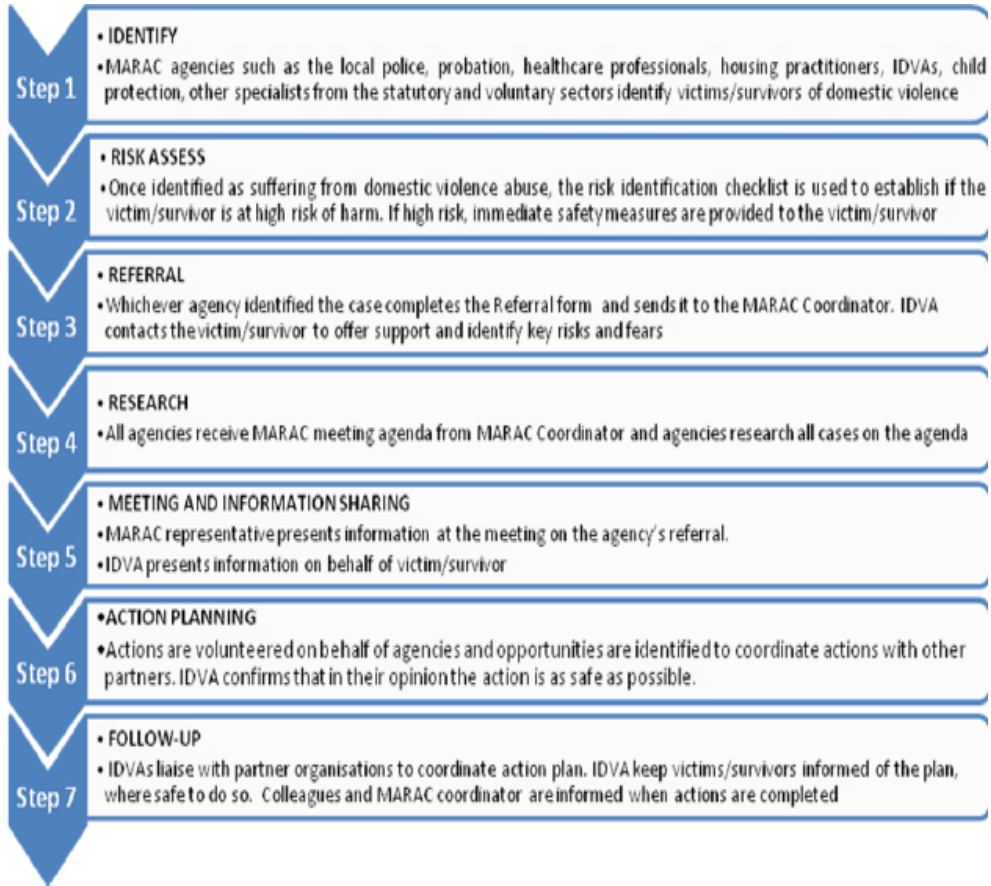 Step 1
• IDENTIFY
•MARAC agencies such as the local police, probation, healthcare professionals, housing practitioners, IDVAs, child
protection, other specialists from the statutory and voluntary sectors identify victims/survivors of domestic violence
Step 2
• RISK ASSESS
•Once identified as suffering from domestic violence abuse, the risk identification checklist is used to establish if the
victim/survivor is at high risk of harm. If high risk, immediate safety measures are provided to the victim/survivor
Step 3
• REFERRAL
•Whichever agency identified the case completes the Referral form and sends it to the MARAC Coordinator. IDVA
contacts the victim/survivor to offer support and identify key risks and fears
Step 4
• RESEARCH
•All agencies receive MARAC meeting agenda from MARAC Coordinator and agencies research all cases on the agenda
Step 5
• MEETING AND INFORMATION SHARING
•MARAC representative presents information at the meeting on the agency's referral.
•IDVA presents information on behalf of victim/survivor
Step 6
•ACTION PLANNING
•Actions are volunteered on behalf of agencies and opportunities are identified to coordinate actions with other
partners. IDVA confirms that in their opinion the action is as safe as possible.
Step 7
• FOLLOW-UP
• IDVAs liaise with partner organisations to coordinate action plan. IDVA keep victims/survivors informed of the plan,
where safe to do so. Colleagues and MARAC coordinator are informed when actions are completed